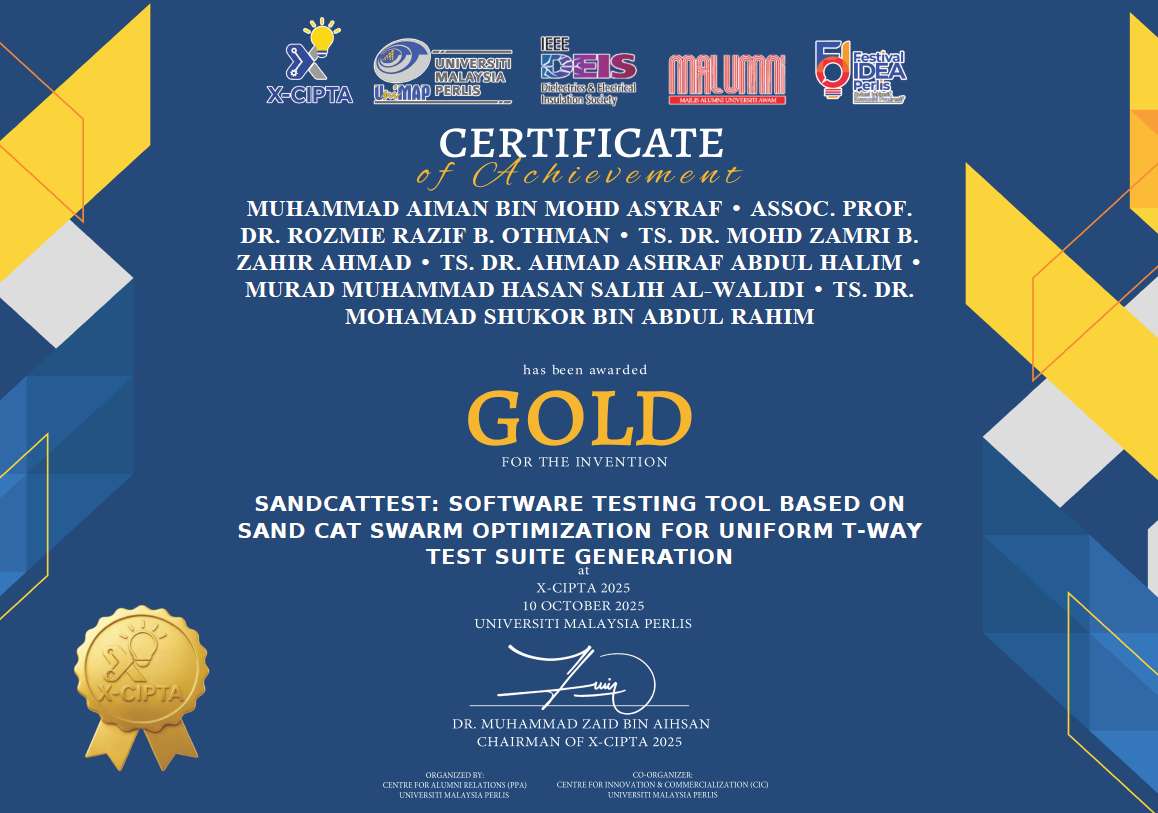 X-CIPTA
UniMAP
UNIVERSITI
MALAYSIA
PERLIS
IEEE
DEIS
Dielectrics & Electrical
Insulation Society
MALUMNI
MAJLIS ALUMNI UNIVERSITI AWAM
Festival
IDEA
Perlis
CERTIFICATE
of Achievement
MUHAMMAD AIMAN BIN MOHD ASYRAF • ASSOC. PROF.
DR. ROZMIE RAZIF B. OTHMAN • TS. DR. MOHD ZAMRI B.
ZAHIR AHMAD • TS. DR. AHMAD ASHRAF ABDUL HALIM •
MURAD MUHAMMAD HASAN SALIH AL-WALIDI • TS. DR.
MOHAMAD SHUKOR BIN ABDUL RAHIM
has been awarded
GOLD
FOR THE INVENTION
SANDCATTEST: SOFTWARE TESTING TOOL BASED ON
SAND CAT SWARM OPTIMIZATION FOR UNIFORM T-WAY
TEST SUITE GENERATION
at
X-CIPTA 2025
10 OCTOBER 2025
UNIVERSITI MALAYSIA PERLIS
X-CIPTA
DR. MUHAMMAD ZAID BIN AIHSAN
CHAIRMAN OF X-CIPTA 2025
ORGANIZED BY:
CENTRE FOR ALUMNI RELATIONS (PPA)
UNIVERSITI MALAYSIA PERLIS
CO-ORGANIZER:
CENTRE FOR INNOVATION & COMMERCIALIZATION (CIC)
UNIVERSITI MALAYSIA PERLIS